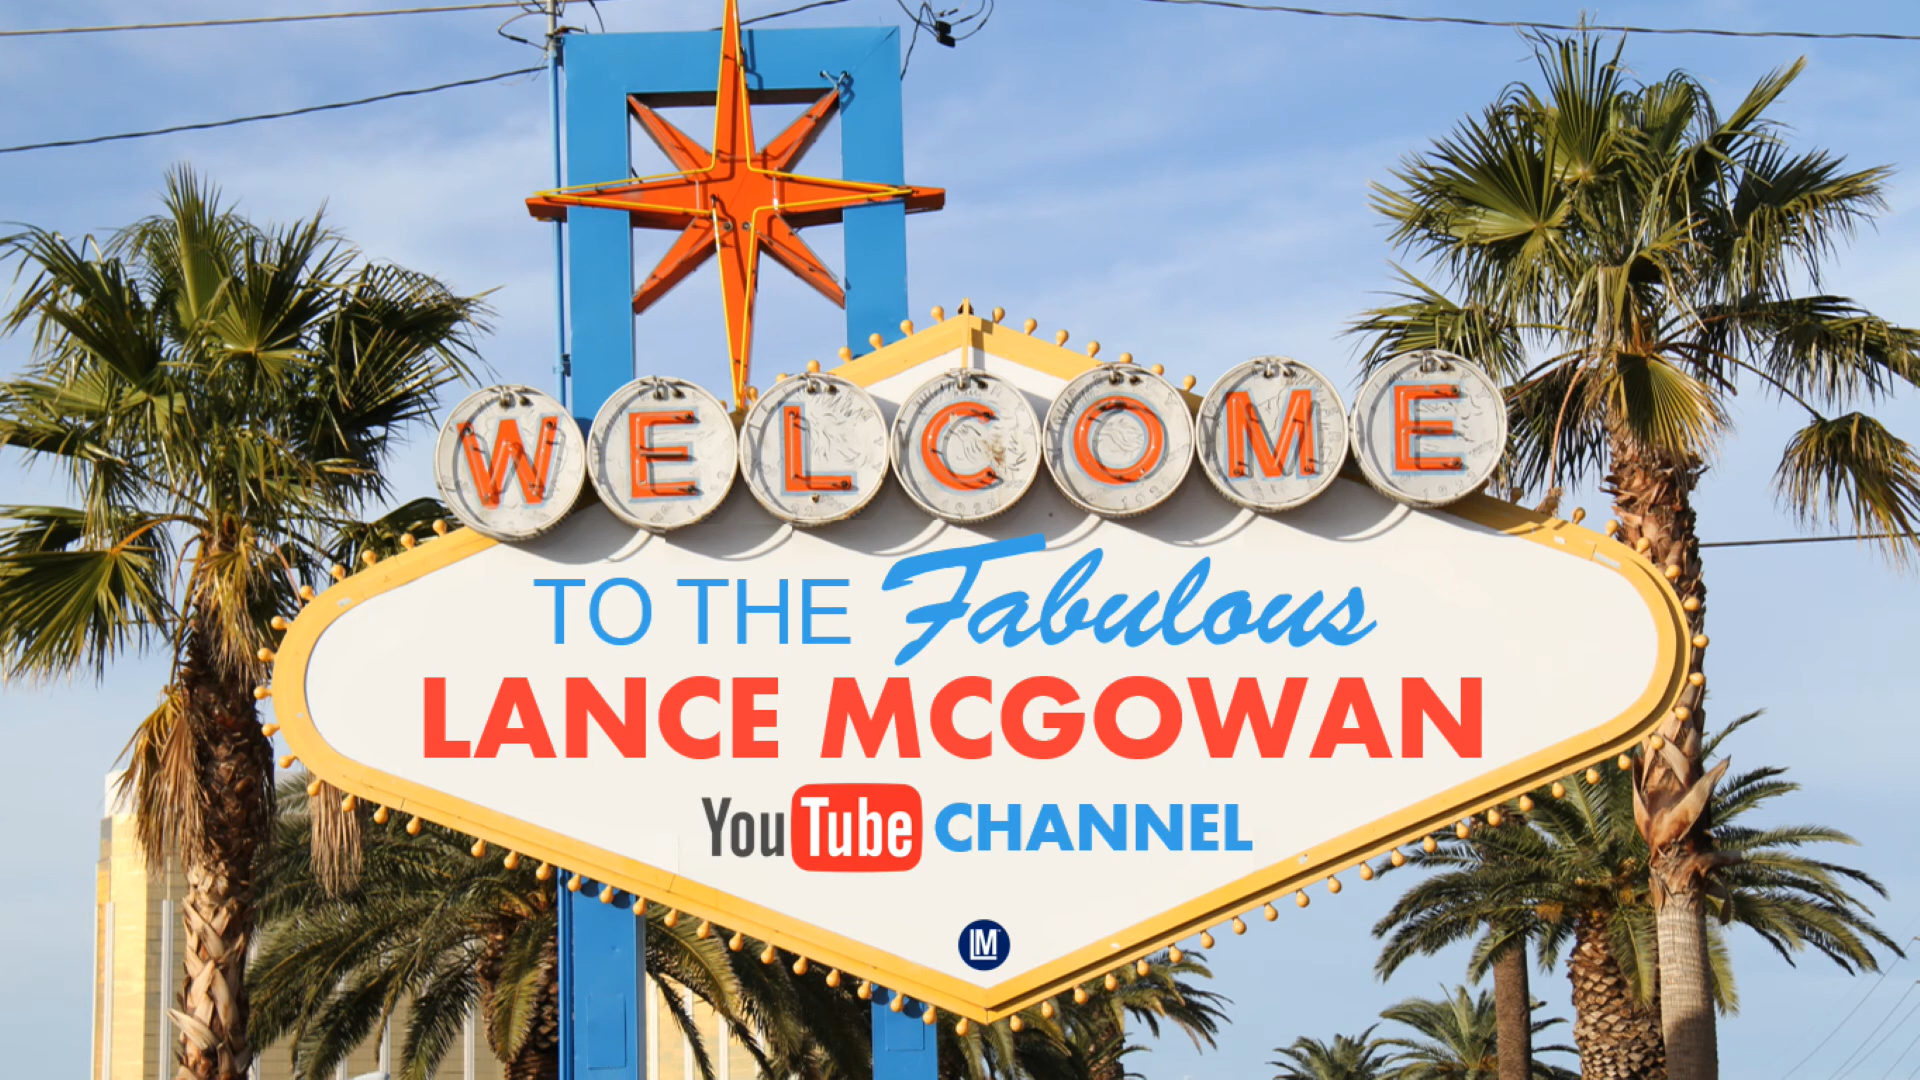 WELCOME
TO THE Fabulous
LANCE MCGOWAN
YouTube CHANNEL
LM